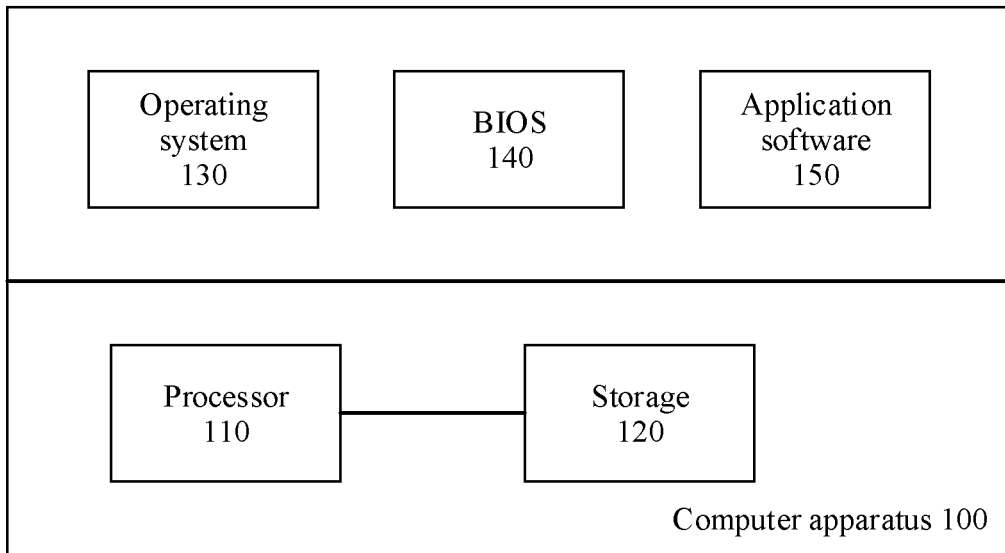 Operating
system
130
BIOS
140
Application
software
150
Processor
110
Storage
120
Computer apparatus 100